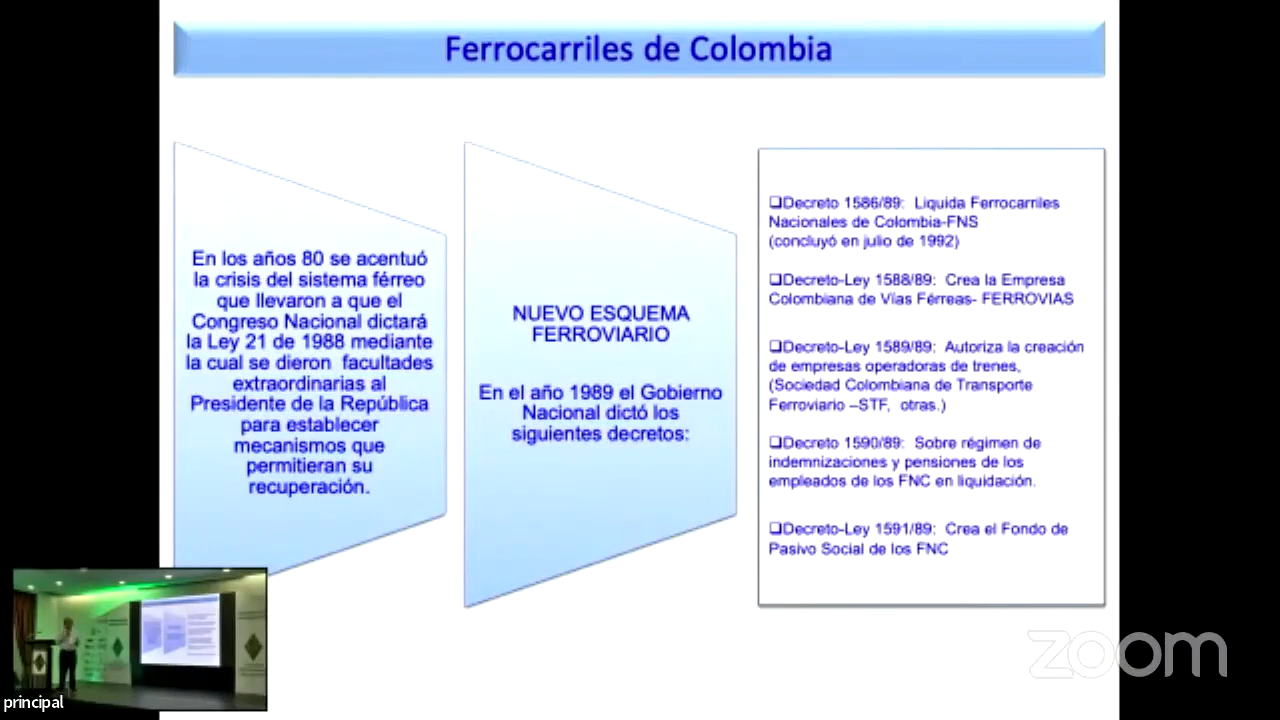 Ferrocarriles de Colombia
En los años 80 se acentuó
la crisis del sistema férreo
que llevaron a que el
Congreso Nacional dictará
la Ley 21 de 1988 mediante
la cual se dieron facultades
extraordinarias al
Presidente de la República
para establecer
mecanismos que
permitieran su
recuperación.
NUEVO ESQUEMA
FERROVIARIO
En el año 1989 el Gobierno
Nacional dictó los
siguientes decretos:
❑Decreto 1586/89: Liquida Ferrocarriles
Nacionales de Colombia-FNS
(concluyó en julio de 1992)
❑Decreto-Ley 1588/89: Crea la Empresa
Colombiana de Vías Férreas- FERROVIAS
❑Decreto-Ley 1589/89: Autoriza la creación
de empresas operadoras de trenes,
(Sociedad Colombiana de Transporte
Ferroviario –STF, otras.)
❑Decreto 1590/89: Sobre régimen de
indemnizaciones y pensiones de los
empleados de los FNC en liquidación.
❑Decreto-Ley 1591/89: Crea el Fondo de
Pasivo Social de los FNC
principal
zoom